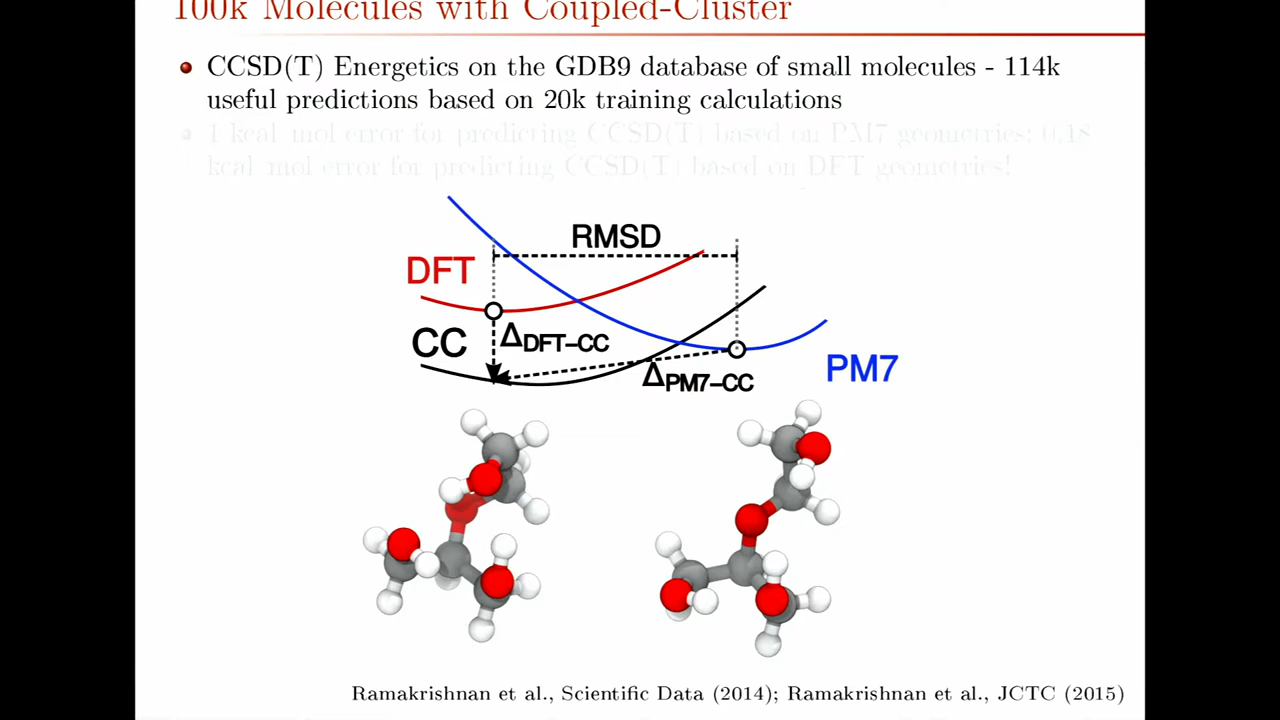 100k Molecules with Coupled-Cluster
CCSD(T) Energetics on the GDB9 database of small molecules - 114k
useful predictions based on 20k training calculations
1 kcal mol error for predicting CCSD(T) based on PM7 geometries; 0.18
kcal mol error for predicting CCSD(T) based on DFT geometries!
RMSD
DFT
CC
ΔDFT–CC
ΔPM7–CC
PM7
Ramakrishnan et al., Scientific Data (2014); Ramakrishnan et al., JCTC (2015)